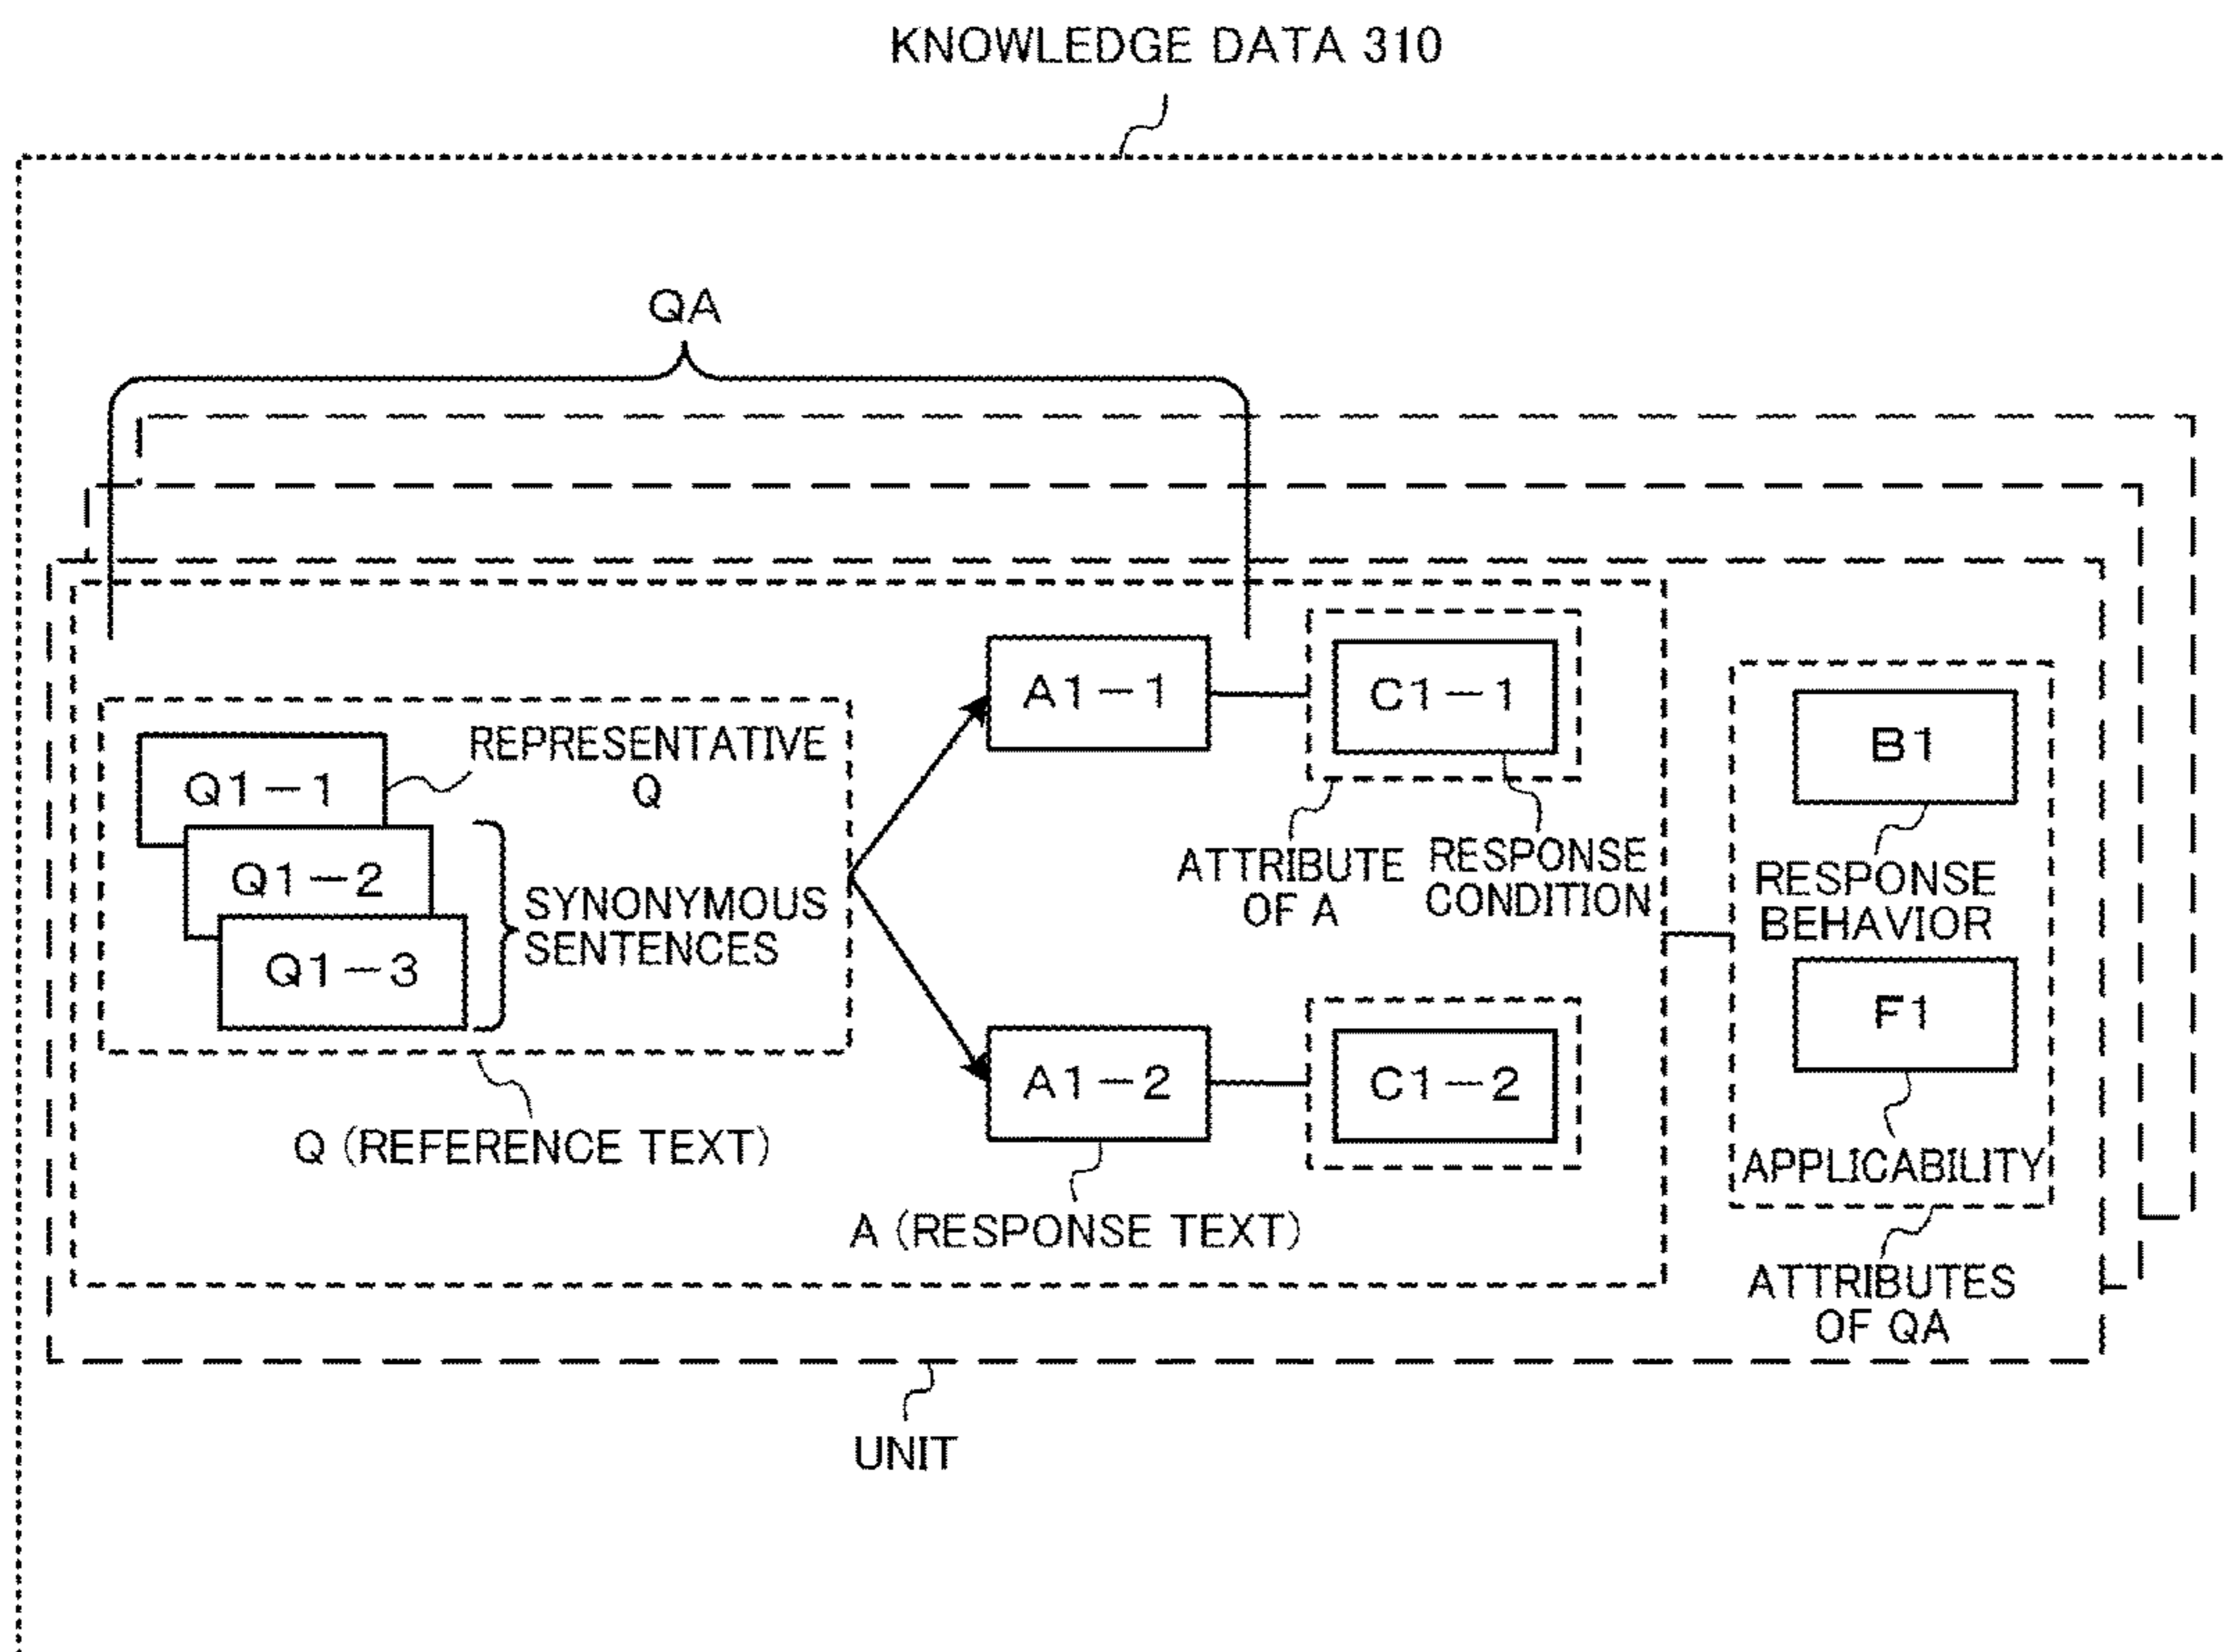 KNOWLEDGE DATA 310
QA
Q1-1
REPRESENTATIVE
Q
Q1-2
Q1-3
SYNONYMOUS
SENTENCES
Q (REFERENCE TEXT)
A1-1
C1-1
ATTRIBUTE
OF A
RESPONSE
CONDITION
A1-2
C1-2
A (RESPONSE TEXT)
B1
RESPONSE
BEHAVIOR
F1
APPLICABILITY
ATTRIBUTES
OF QA
UNIT